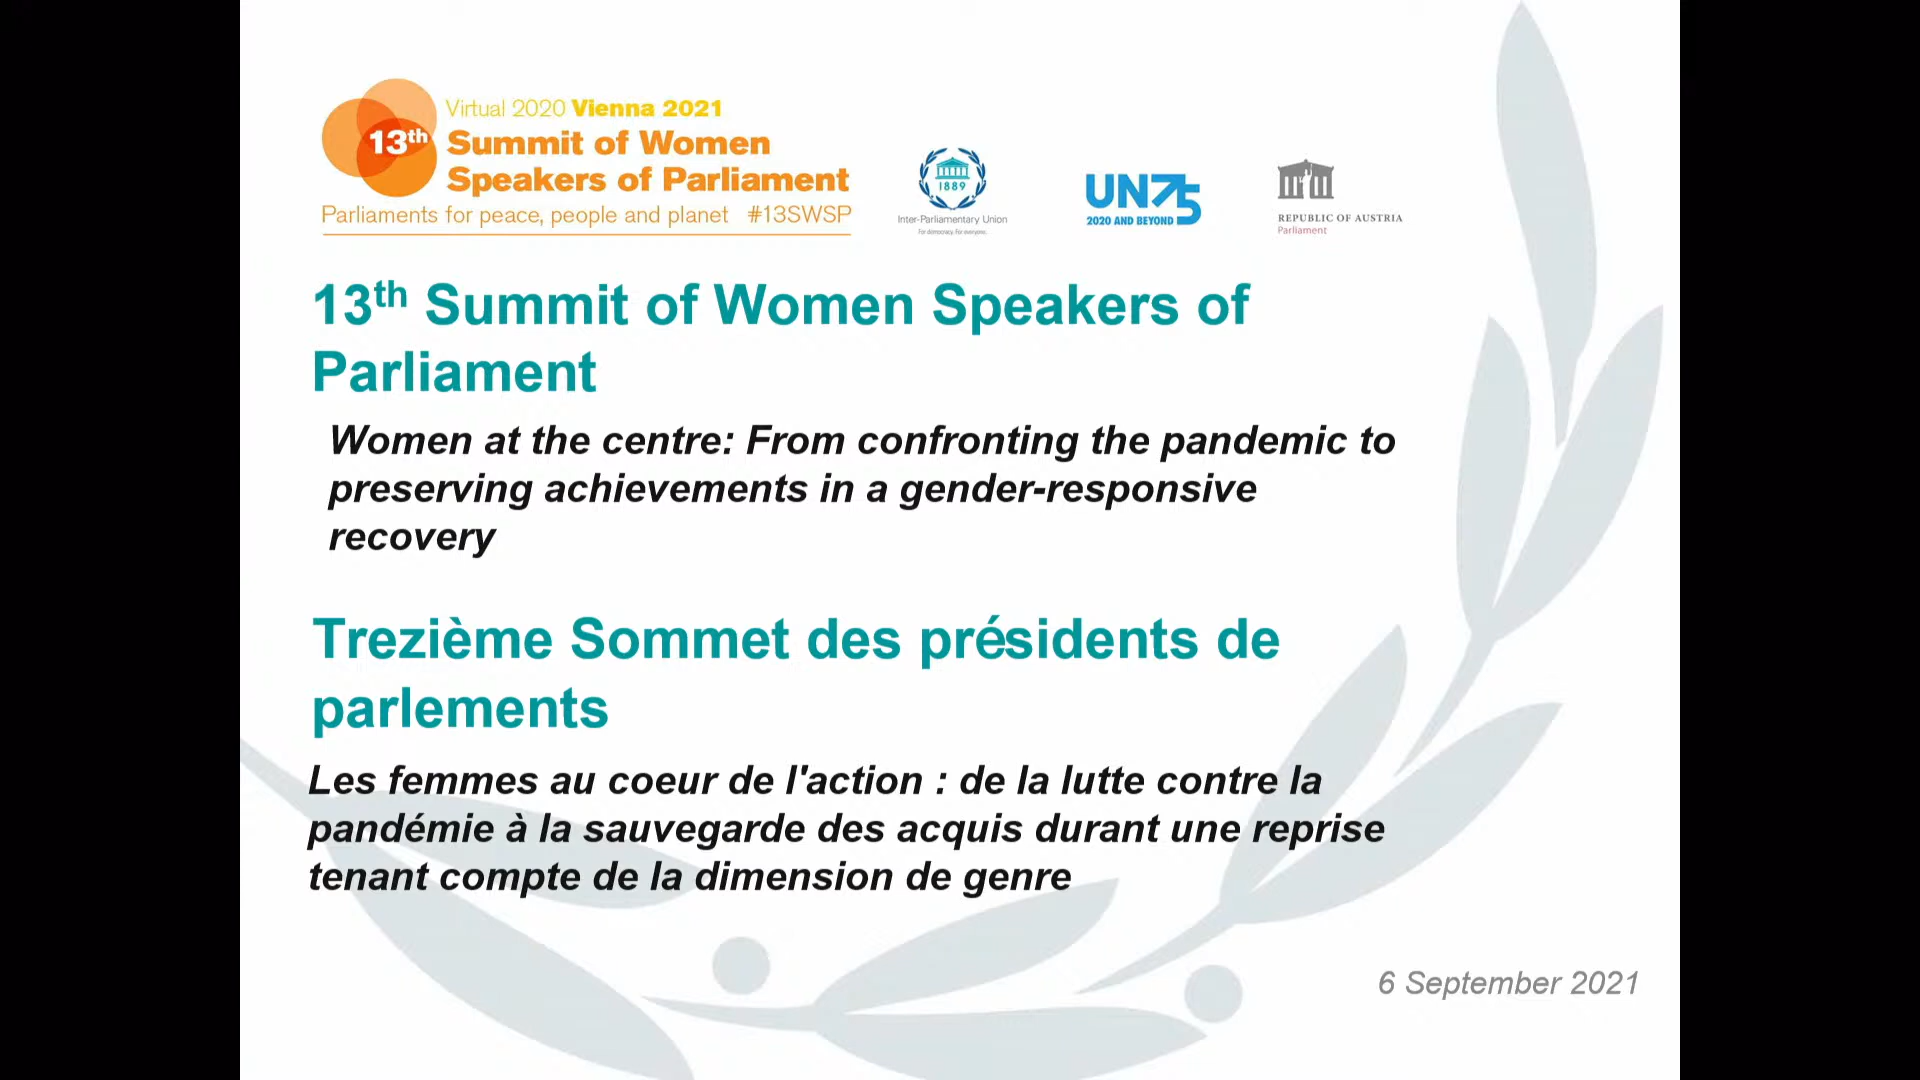 Virtual 2020 Vienna 2021
13th Summit of Women
Speakers of Parliament
Parliaments for peace, people and planet #13SWSP
1889
Inter-Parliamentary Union
For democracy. For everyone.
UN75
2020 AND BEYOND
REPUBLIC OF AUSTRIA
Parliament
13th Summit of Women Speakers of
Parliament
Women at the centre: From confronting the pandemic to
preserving achievements in a gender-responsive
recovery
Trezième Sommet des présidents de
parlements
Les femmes au coeur de l'action : de la lutte contre la
pandémie à la sauvegarde des acquis durant une reprise
tenant compte de la dimension de genre
6 September 2021